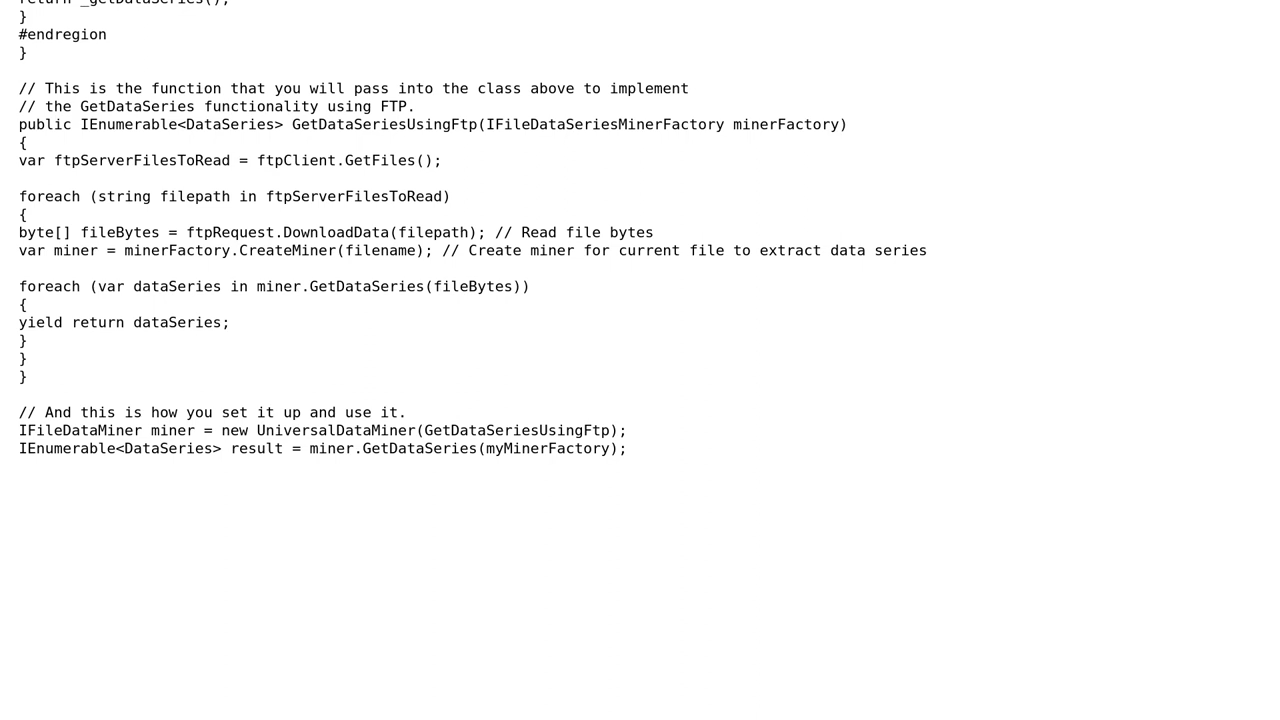 return _getDataSeries();
}
#endregion
}
// This is the function that you will pass into the class above to implement
// the GetDataSeries functionality using FTP.
public IEnumerable<DataSeries> GetDataSeriesUsingFtp(IFileDataSeriesMinerFactory minerFactory)
{
var ftpServerFilesToRead = ftpClient.GetFiles();
foreach (string filepath in ftpServerFilesToRead)
{
byte[] fileBytes = ftpRequest.DownloadData(filepath); // Read file bytes
var miner = minerFactory.CreateMiner(filename); // Create miner for current file to extract data series
foreach (var dataSeries in miner.GetDataSeries(fileBytes))
{
yield return dataSeries;
}
}
}
// And this is how you set it up and use it.
IFileDataMiner miner = new UniversalDataMiner(GetDataSeriesUsingFtp);
IEnumerable<DataSeries> result = miner.GetDataSeries(myMinerFactory);